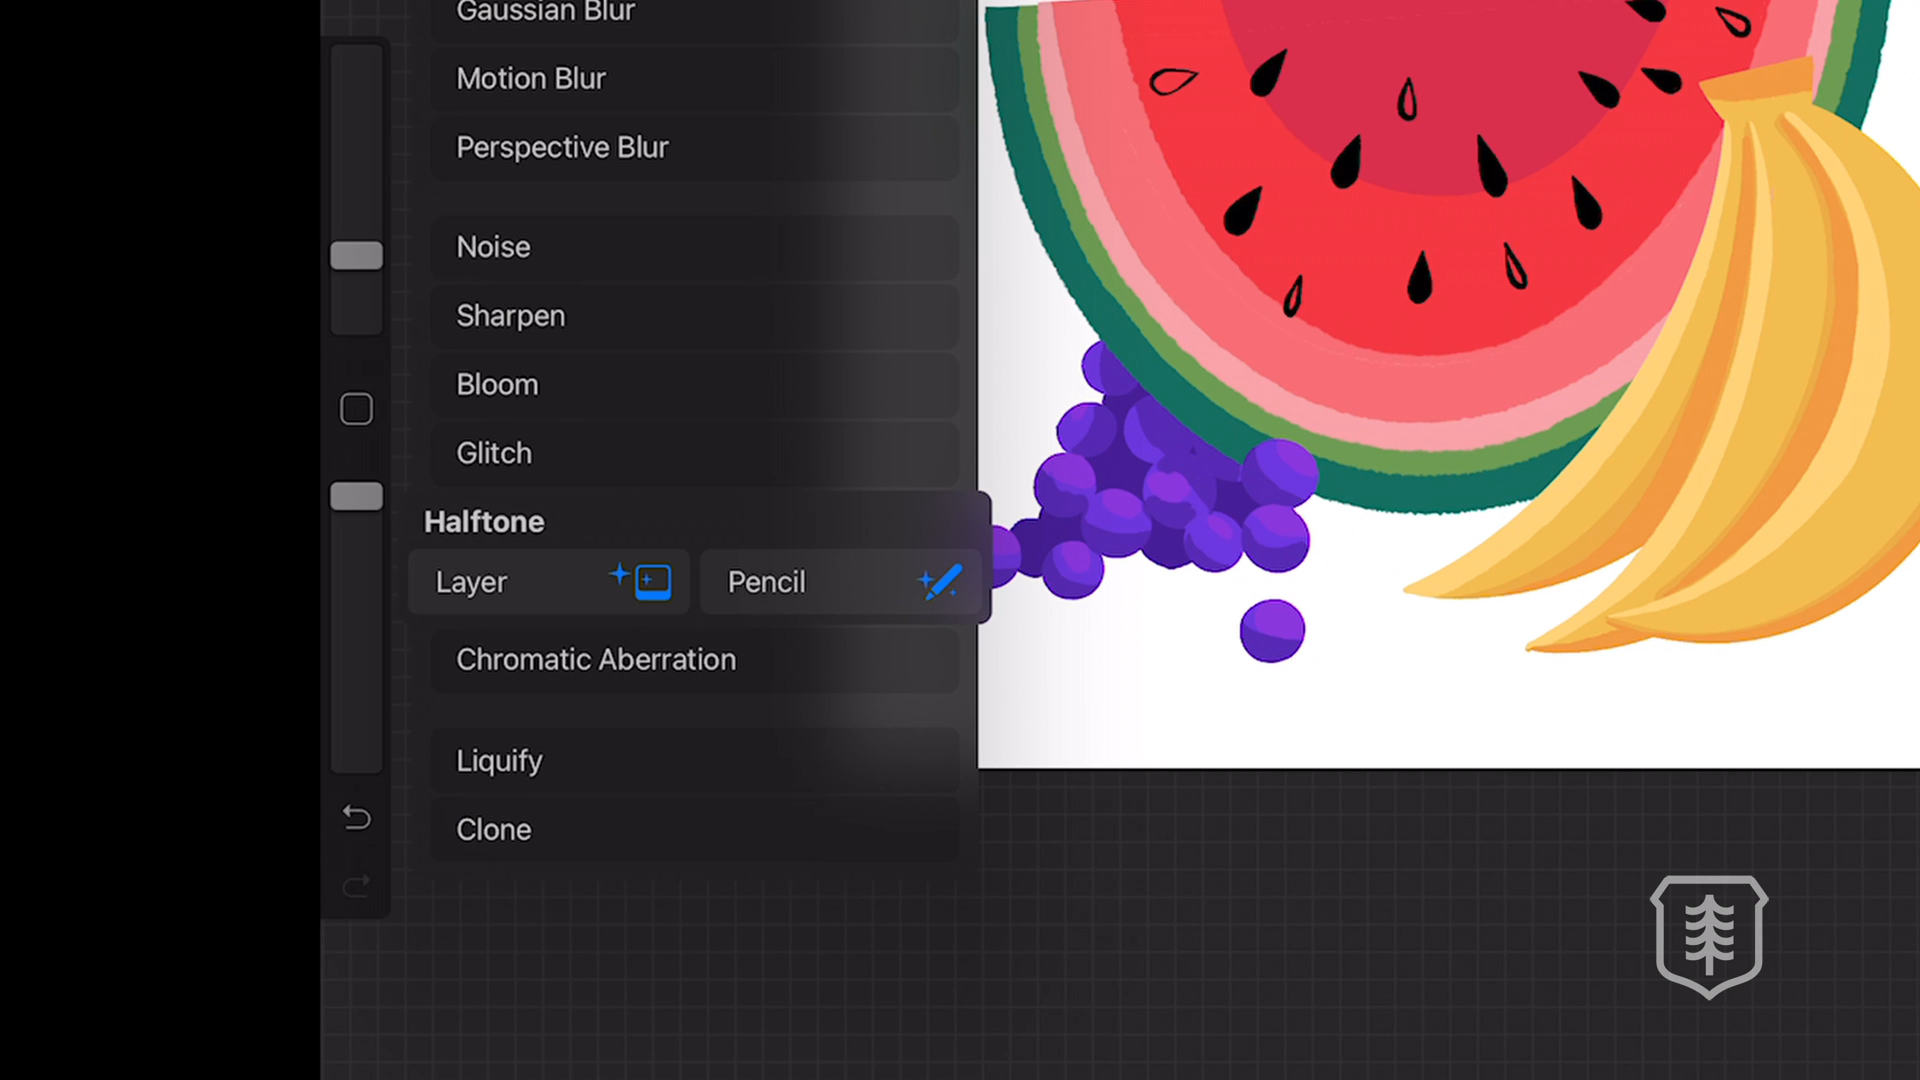 Gaussian Blur
Motion Blur
Perspective Blur
Noise
Sharpen
Bloom
Glitch
Halftone
Layer Pencil
Chromatic Aberration
Liquify
Clone